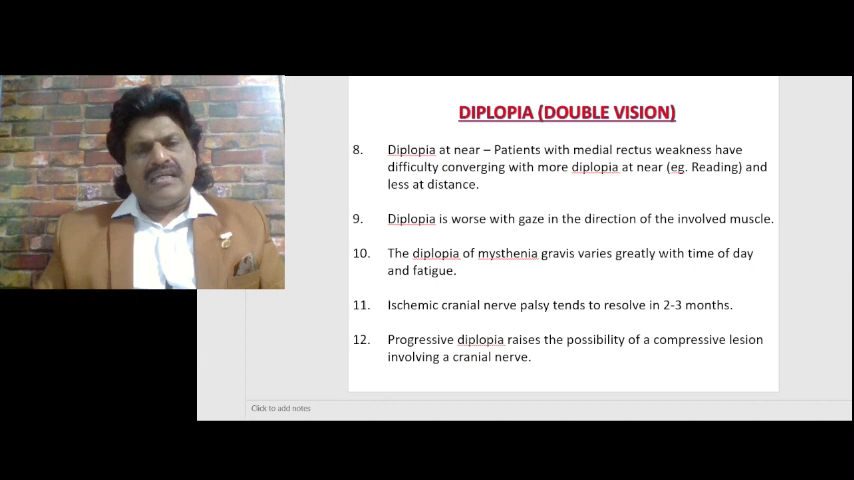 DIPLOPIA (DOUBLE VISION)
8. Diplopia at near – Patients with medial rectus weakness have
difficulty converging with more diplopia at near (eg. Reading) and
less at distance.
9. Diplopia is worse with gaze in the direction of the involved muscle.
10. The diplopia of mysthenia gravis varies greatly with time of day
and fatigue.
11. Ischemic cranial nerve palsy tends to resolve in 2-3 months.
12. Progressive diplopia raises the possibility of a compressive lesion
involving a cranial nerve.
Click to add notes